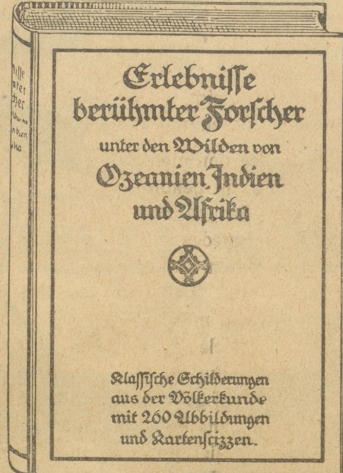 Erlebnisse
berühmter Forscher
unter den Wilden von
Ozeanien, Indien
und Afrika
Klassische Schilderungen
aus der Völkerkunde
mit 260 Abbildungen
und Kartenscizzen.